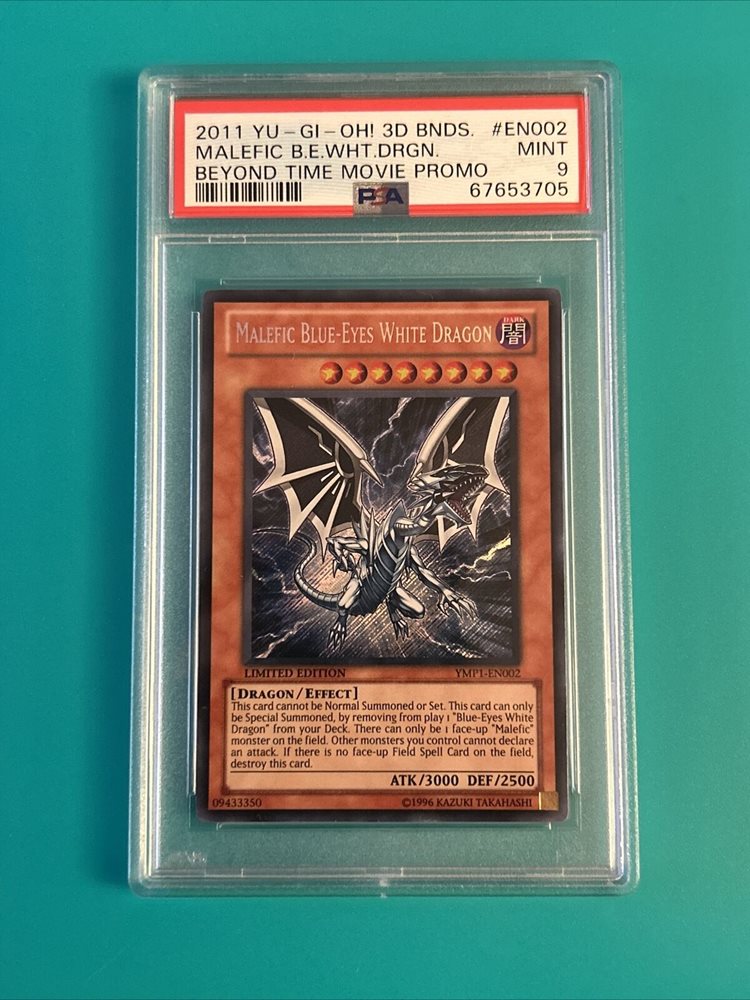 2011 YU-GI-OH! 3D BNDS. #EN002
MALEFIC B.E.WHT.DRGN. MINT
BEYOND TIME MOVIE PROMO 9
PSA 67653705
MALEFIC BLUE-EYES WHITE DRAGON
DARK
闇
LIMITED EDITION YMP1-EN002
[DRAGON/EFFECT]
This card cannot be Normal Summoned or Set. This card can only
be Special Summoned, by removing from play 1 "Blue-Eyes White
Dragon" from your Deck. There can only be 1 face-up "Malefic"
monster on the field. Other monsters you control cannot declare
an attack. If there is no face-up Field Spell Card on the field,
destroy this card.
ATK/3000 DEF/2500
09433350 ©1996 KAZUKI TAKAHASHI